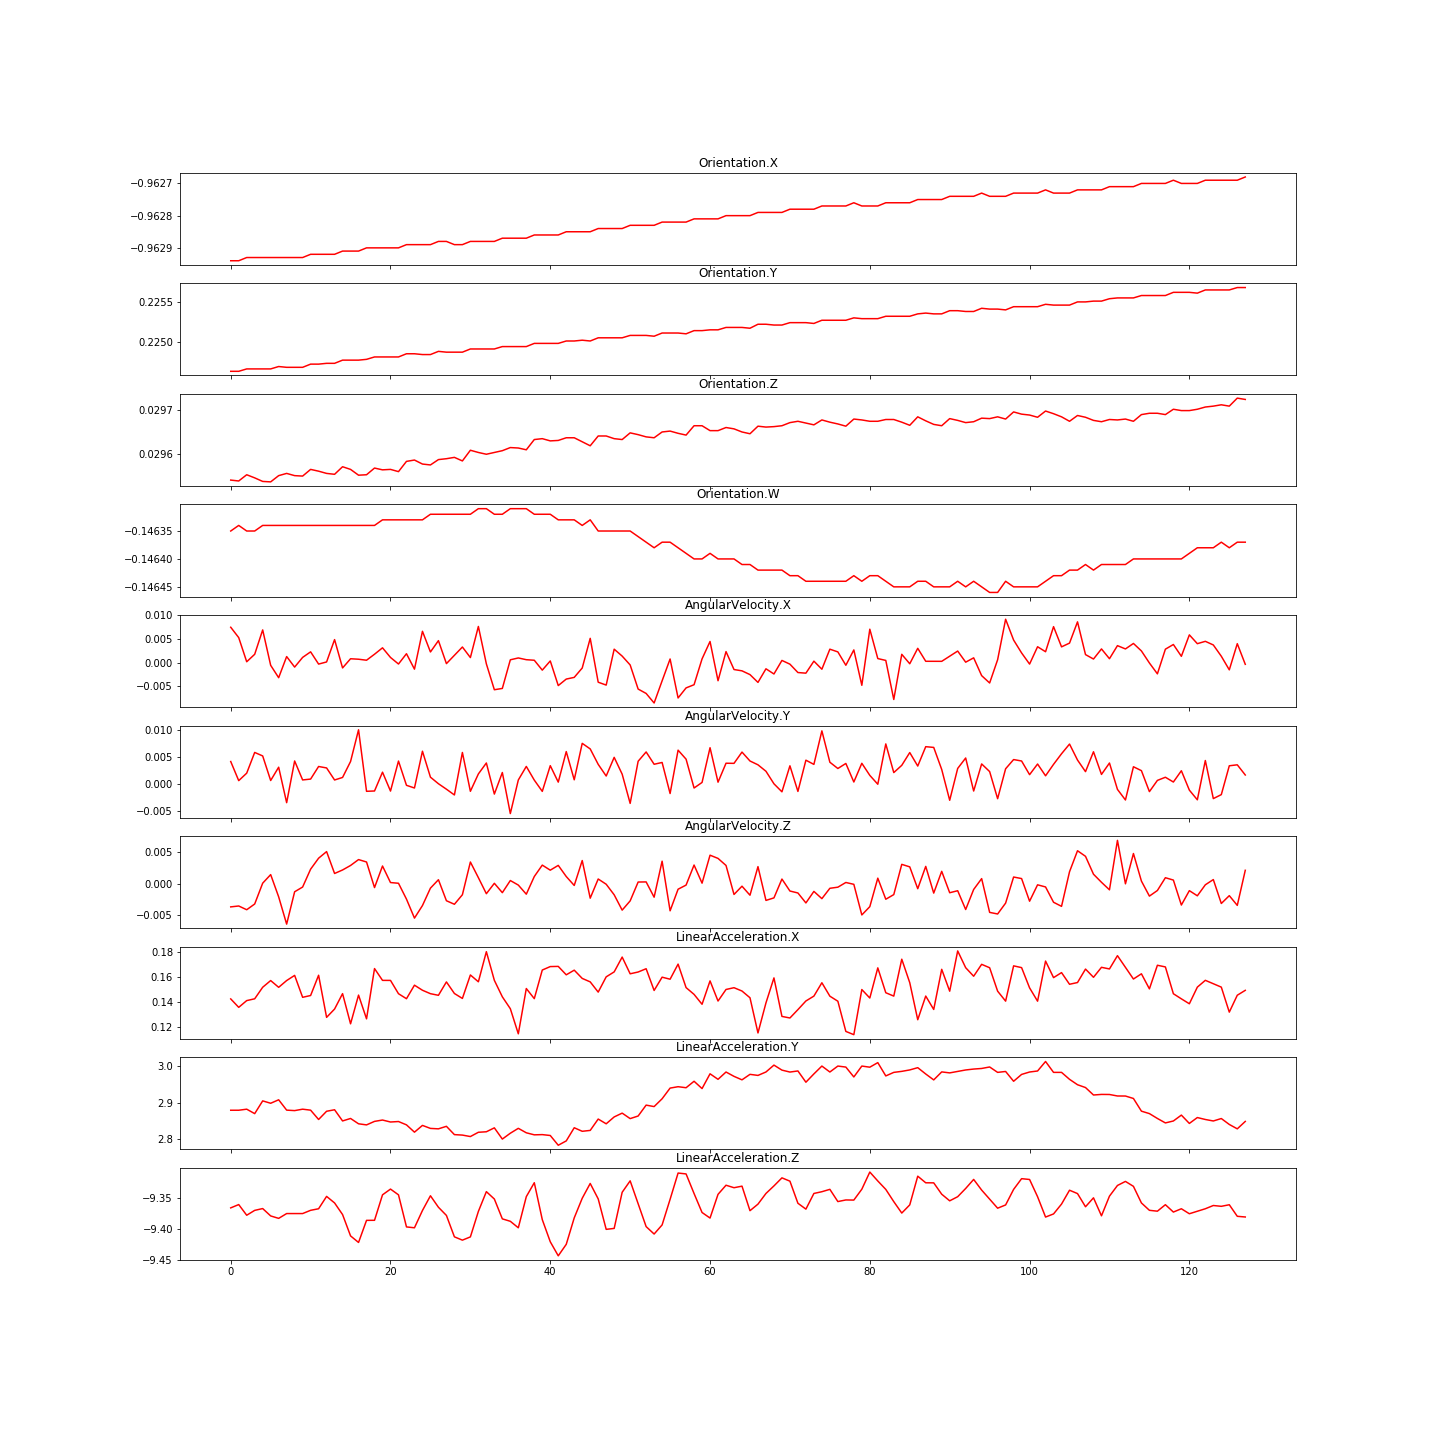 Orientation.X
−0.9627
−0.9628
−0.9629
Orientation.Y
0.2255
0.2250
Orientation.Z
0.0297
0.0296
Orientation.W
−0.14635
−0.14640
−0.14645
AngularVelocity.X
0.010
0.005
0.000
−0.005
AngularVelocity.Y
0.010
0.005
0.000
−0.005
AngularVelocity.Z
0.005
0.000
−0.005
LinearAcceleration.X
0.18
0.16
0.14
0.12
LinearAcceleration.Y
3.0
2.9
2.8
LinearAcceleration.Z
−9.35
−9.40
−9.45
0 20 40 60 80 100 120